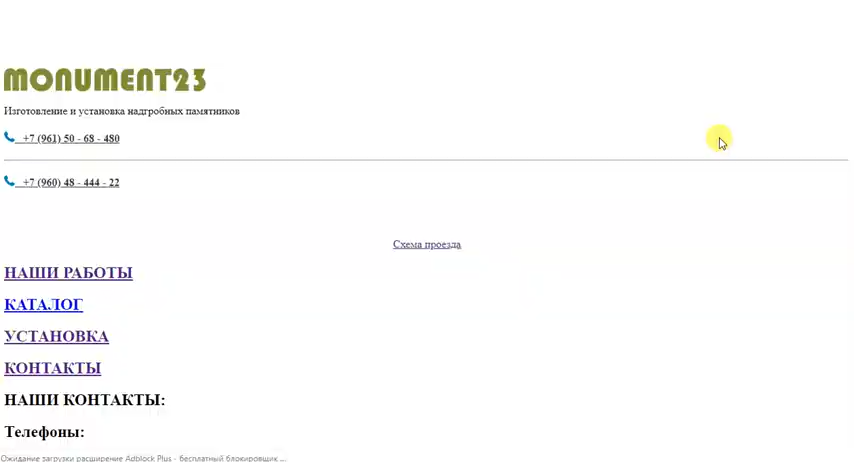 MONUMENT23
Изготовление и установка надгробных памятников
+7 (961) 50 - 68 - 480
+7 (960) 48 - 444 - 22
Схема проезда
НАШИ РАБОТЫ
КАТАЛОГ
УСТАНОВКА
КОНТАКТЫ
НАШИ КОНТАКТЫ:
Телефоны:
Ожидание загрузки расширение Adblock Plus - бесплатный блокировщик ...